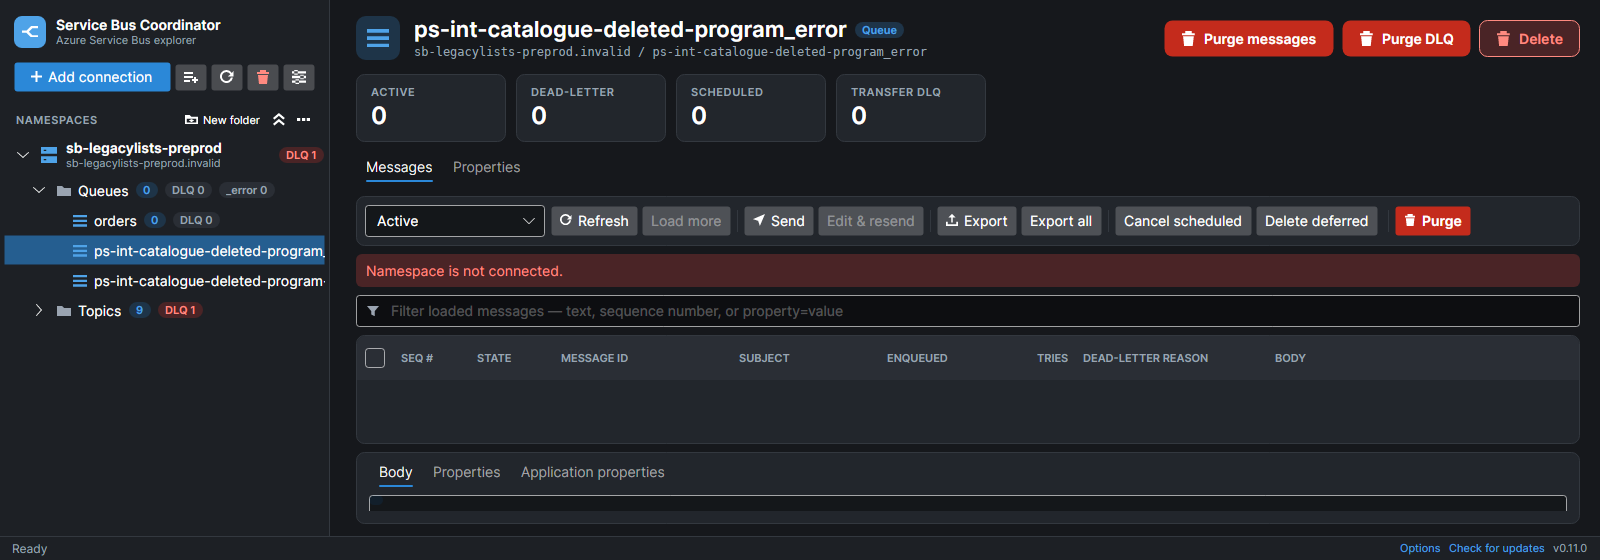 Service Bus Coordinator
Azure Service Bus explorer
Add connection
NAMESPACES
New folder
sb-legacylists-preprod
sb-legacylists-preprod.invalid
DLQ 1
Queues 0 DLQ 0 _error 0
orders 0 DLQ 0
ps-int-catalogue-deleted-program_
ps-int-catalogue-deleted-program-
Topics 9 DLQ 1
ps-int-catalogue-deleted-program_error Queue
sb-legacylists-preprod.invalid / ps-int-catalogue-deleted-program_error
Purge messages Purge DLQ Delete
ACTIVE DEAD-LETTER SCHEDULED TRANSFER DLQ
0 0 0 0
Messages Properties
Active Refresh Load more Send Edit & resend Export Export all Cancel scheduled Delete deferred Purge
Namespace is not connected.
Filter loaded messages — text, sequence number, or property=value
SEQ # STATE MESSAGE ID SUBJECT ENQUEUED TRIES DEAD-LETTER REASON BODY
Body Properties Application properties
Ready Options Check for updates v0.11.0